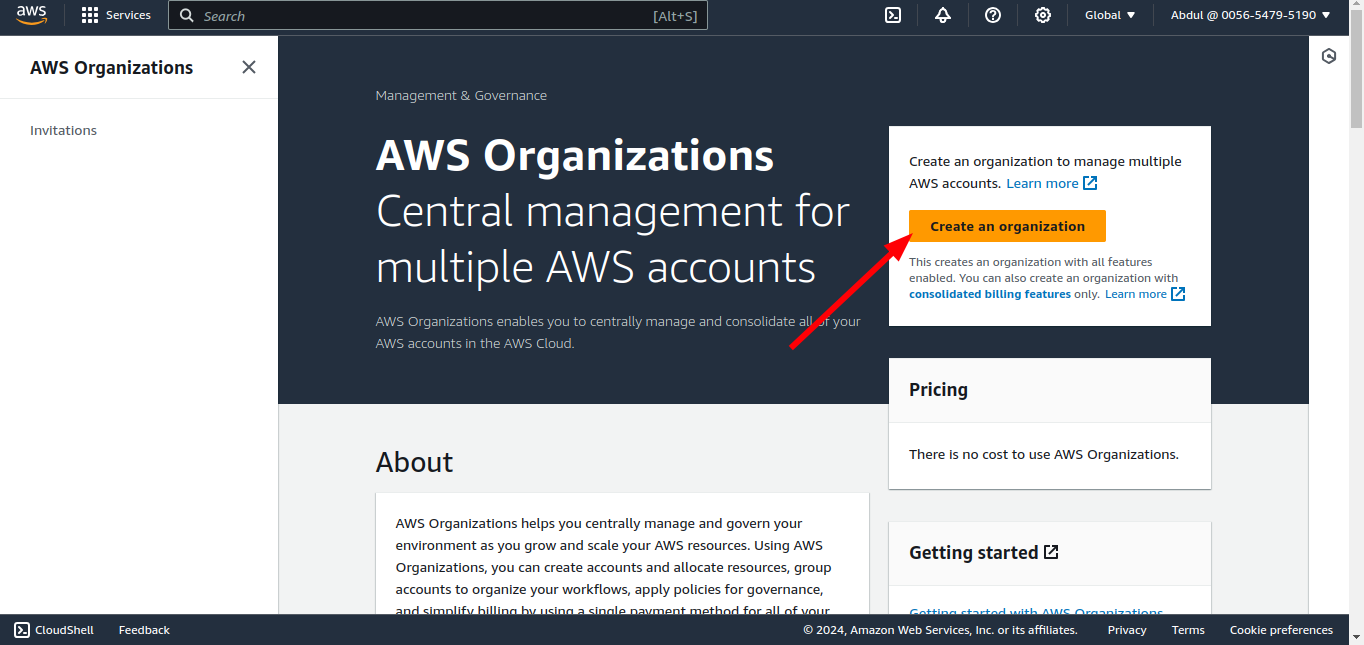 aws
Services
Search
[Alt+S]
Global
Abdul @ 0056-5479-5190
AWS Organizations
Invitations
Management & Governance
AWS Organizations
Central management for
multiple AWS accounts
AWS Organizations enables you to centrally manage and consolidate all of your
AWS accounts in the AWS Cloud.
Create an organization to manage multiple
AWS accounts. Learn more
Create an organization
This creates an organization with all features
enabled. You can also create an organization with
consolidated billing features only. Learn more
Pricing
There is no cost to use AWS Organizations.
Getting started
Getting started with AWS Organizations
About
AWS Organizations helps you centrally manage and govern your
environment as you grow and scale your AWS resources. Using AWS
Organizations, you can create accounts and allocate resources, group
accounts to organize your workflows, apply policies for governance,
and simplify billing by using a single payment method for all of your
CloudShell
Feedback
© 2024, Amazon Web Services, Inc. or its affiliates.
Privacy
Terms
Cookie preferences